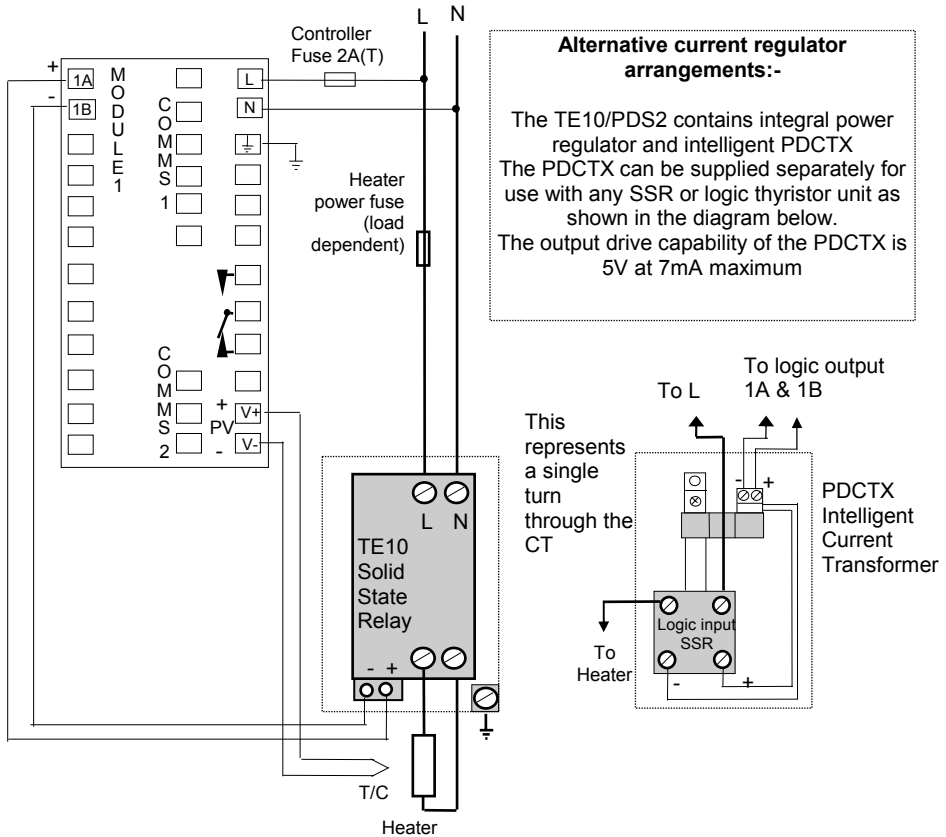 L N
Controller
Fuse 2A(T)
+
1A
-
1B
MODULE1
COMMS 1
L
N
Heater
power fuse
(load
dependent)
COMMS 2
+
PV
-
V+
V-
Alternative current regulator
arrangements:-
The TE10/PDS2 contains integral power
regulator and intelligent PDCTX
The PDCTX can be supplied separately for
use with any SSR or logic thyristor unit as
shown in the diagram below.
The output drive capability of the PDCTX is
5V at 7mA maximum
L N
TE10
Solid
State
Relay
- +
T/C
Heater
This
represents
a single
turn
through the
CT
To L
To logic output
1A & 1B
- +
PDCTX
Intelligent
Current
Transformer
Logic input
SSR
- +
To
Heater